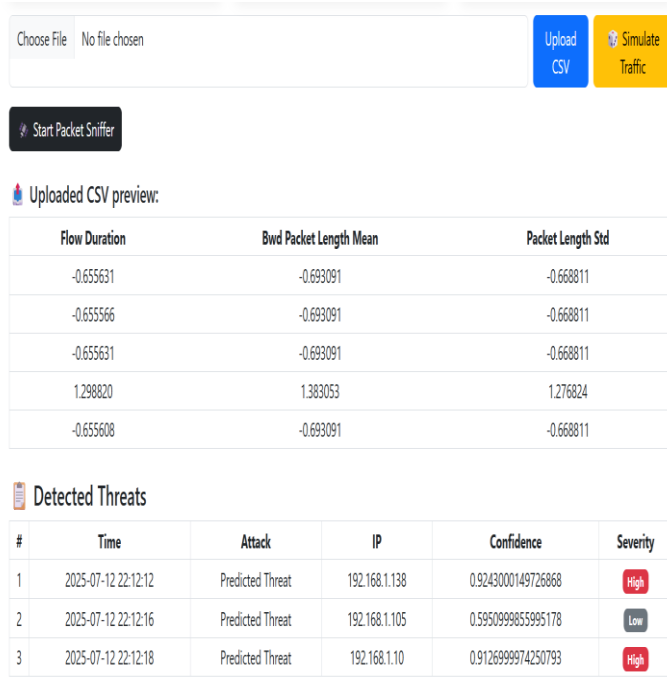 Choose File No file chosen
Upload CSV
Simulate Traffic
Start Packet Sniffer
Uploaded CSV preview:
Flow Duration Bwd Packet Length Mean Packet Length Std
-0.655631 -0.693091 -0.668811
-0.655566 -0.693091 -0.668811
-0.655631 -0.693091 -0.668811
1.298820 1.383053 1.276824
-0.655608 -0.693091 -0.668811
Detected Threats
# Time Attack IP Confidence Severity
1 2025-07-12 22:12:12 Predicted Threat 192.168.1.138 0.9243000149726868 High
2 2025-07-12 22:12:16 Predicted Threat 192.168.1.105 0.5950999855995178 Low
3 2025-07-12 22:12:18 Predicted Threat 192.168.1.10 0.9126999974250793 High